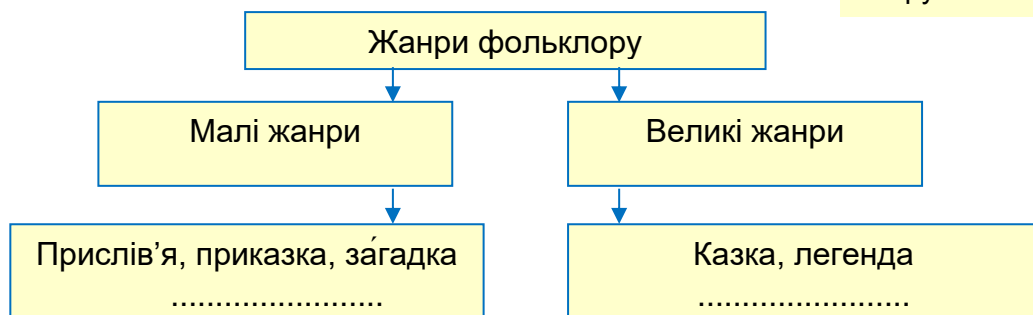 Жанри фольклору
Малі жанри
Великі жанри
Прислів’я, приказка, за́гадка
........................
Казка, легенда
........................